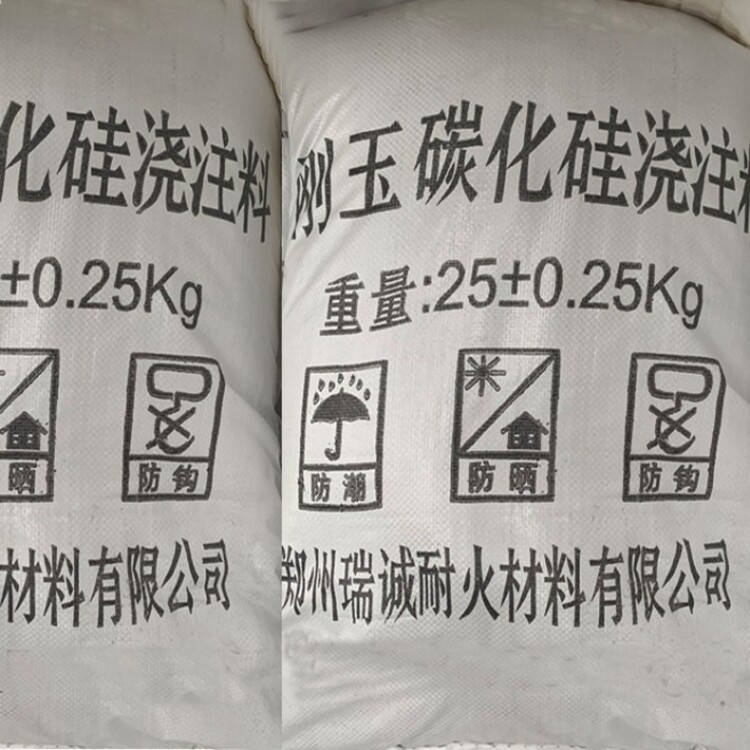 化硅浇注料
±0.25Kg
晒
防钩
材料有限公司
刚玉碳化硅浇注料
重量:25±0.25Kg
防潮
防晒
防钩
郑州瑞诚耐火材料有限公司